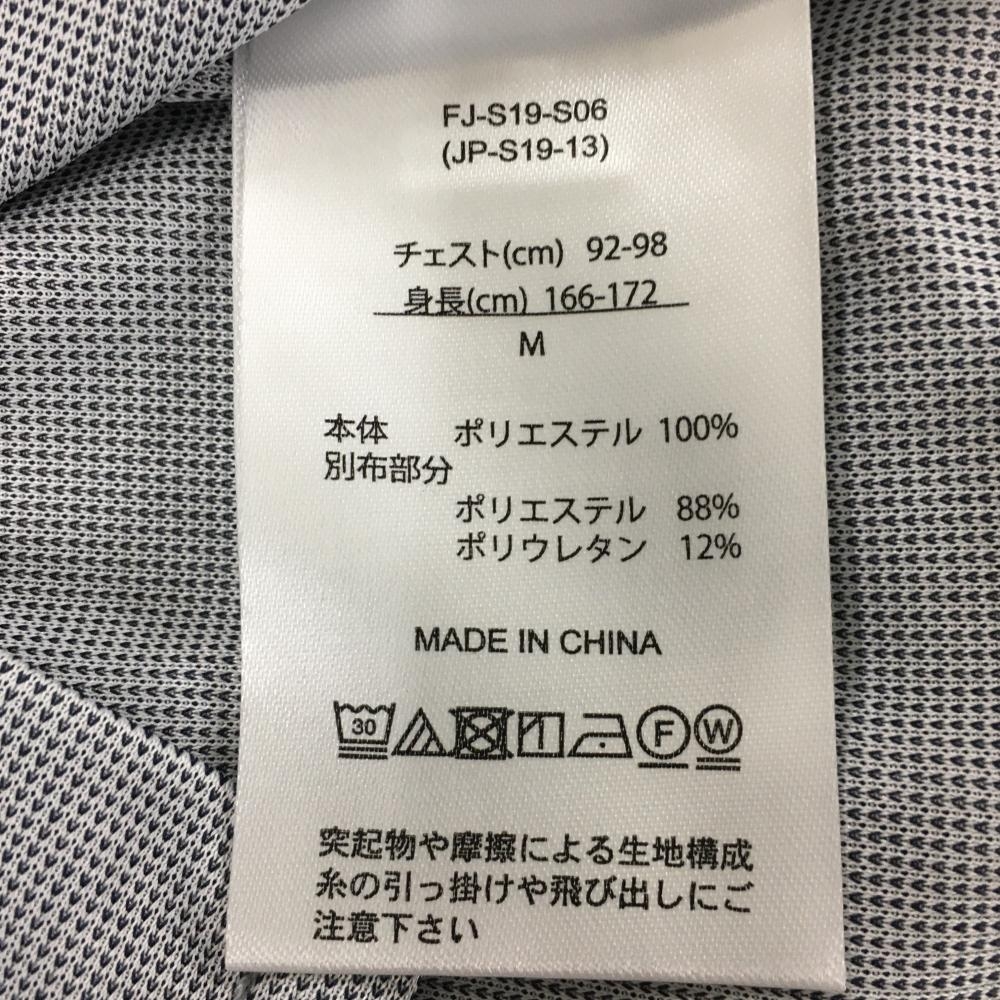 FJ-S19-S06
(JP-S19-13)
チェスト(cm) 92-98
身長(cm) 166-172
M
本体 ポリエステル 100%
別布部分
ポリエステル 88%
ポリウレタン 12%
MADE IN CHINA
30 F W
突起物や摩擦による生地構成
糸の引っ掛けや飛び出しにご
注意下さい